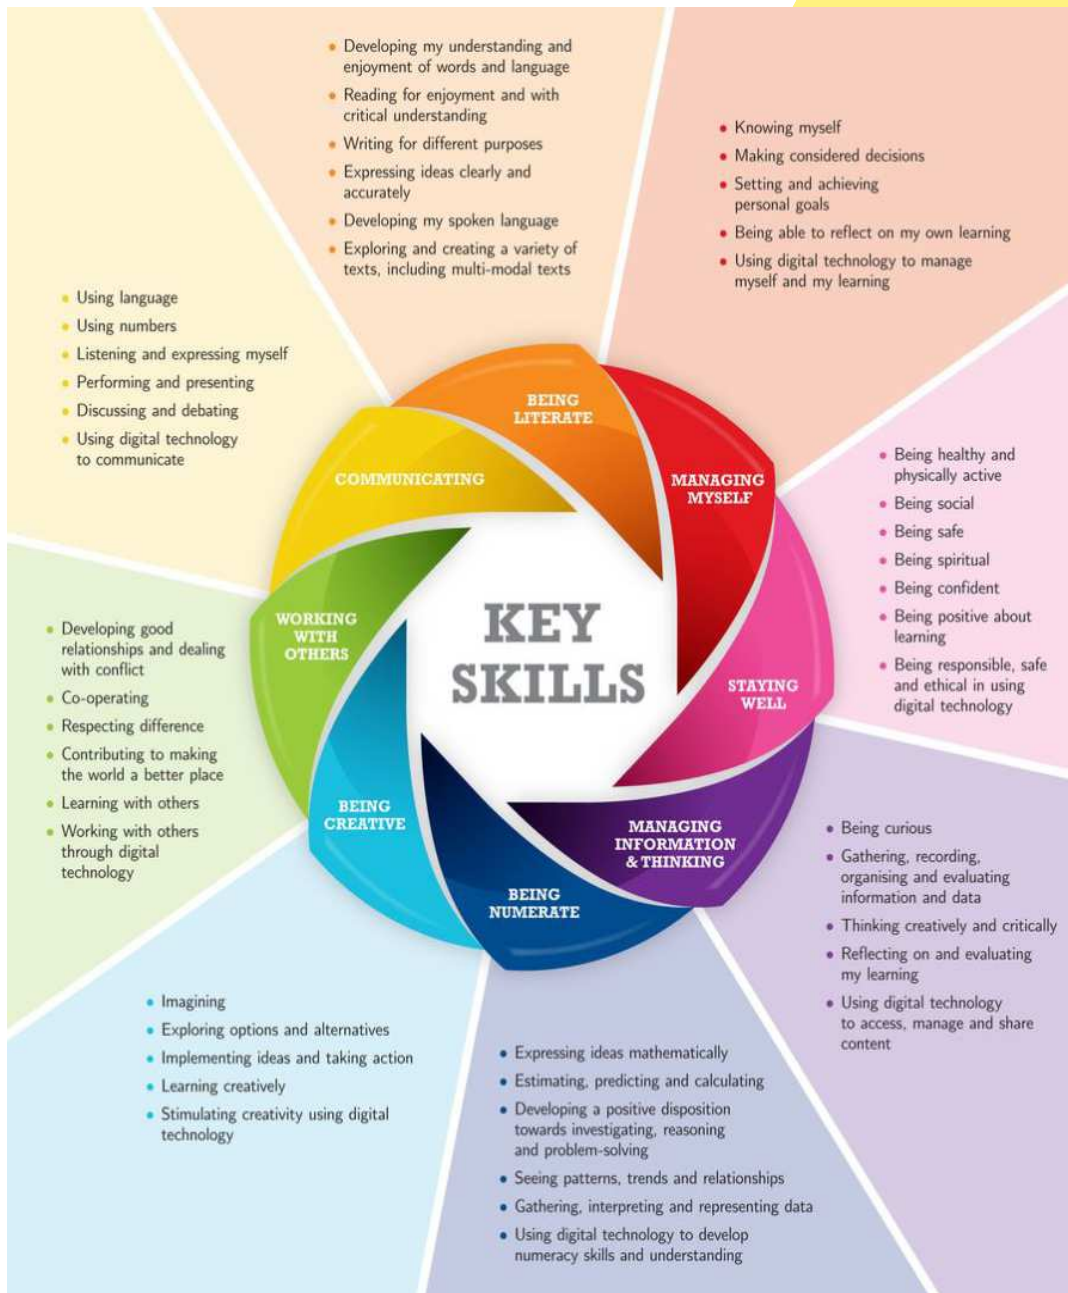 • Developing my understanding and
enjoyment of words and language
• Reading for enjoyment and with
critical understanding
• Writing for different purposes
• Expressing ideas clearly and
accurately
• Developing my spoken language
• Exploring and creating a variety of
texts, including multi-modal texts
• Knowing myself
• Making considered decisions
• Setting and achieving
personal goals
• Being able to reflect on my own learning
• Using digital technology to manage
myself and my learning
• Using language
• Using numbers
• Listening and expressing myself
• Performing and presenting
• Discussing and debating
• Using digital technology
to communicate
BEING
LITERATE
MANAGING
MYSELF
COMMUNICATING
• Being healthy and
physically active
• Being social
• Being safe
• Being spiritual
• Being confident
• Being positive about
learning
• Being responsible, safe
and ethical in using
digital technology
WORKING
WITH
OTHERS
KEY
SKILLS
STAYING
WELL
• Developing good
relationships and dealing
with conflict
• Co-operating
• Respecting difference
• Contributing to making
the world a better place
• Learning with others
• Working with others
through digital
technology
BEING
CREATIVE
MANAGING
INFORMATION
& THINKING
BEING
NUMERATE
• Being curious
• Gathering, recording,
organising and evaluating
information and data
• Thinking creatively and critically
• Reflecting on and evaluating
my learning
• Using digital technology
to access, manage and share
content
• Imagining
• Exploring options and alternatives
• Implementing ideas and taking action
• Learning creatively
• Stimulating creativity using digital
technology
• Expressing ideas mathematically
• Estimating, predicting and calculating
• Developing a positive disposition
towards investigating, reasoning
and problem-solving
• Seeing patterns, trends and relationships
• Gathering, interpreting and representing data
• Using digital technology to develop
numeracy skills and understanding